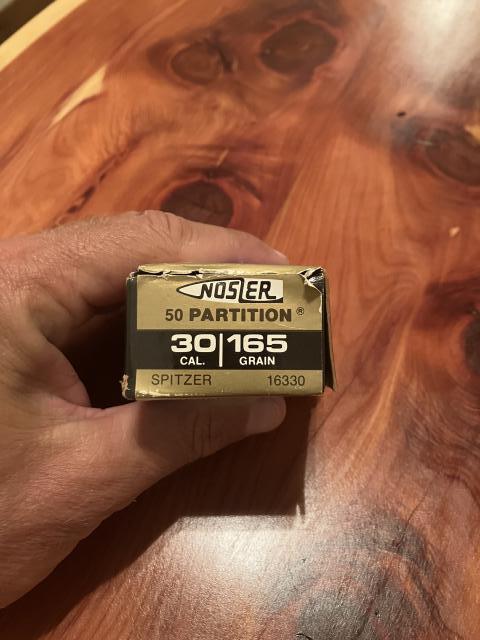 NOSLER
50 PARTITION®
30 | 165
CAL. GRAIN
SPITZER 16330